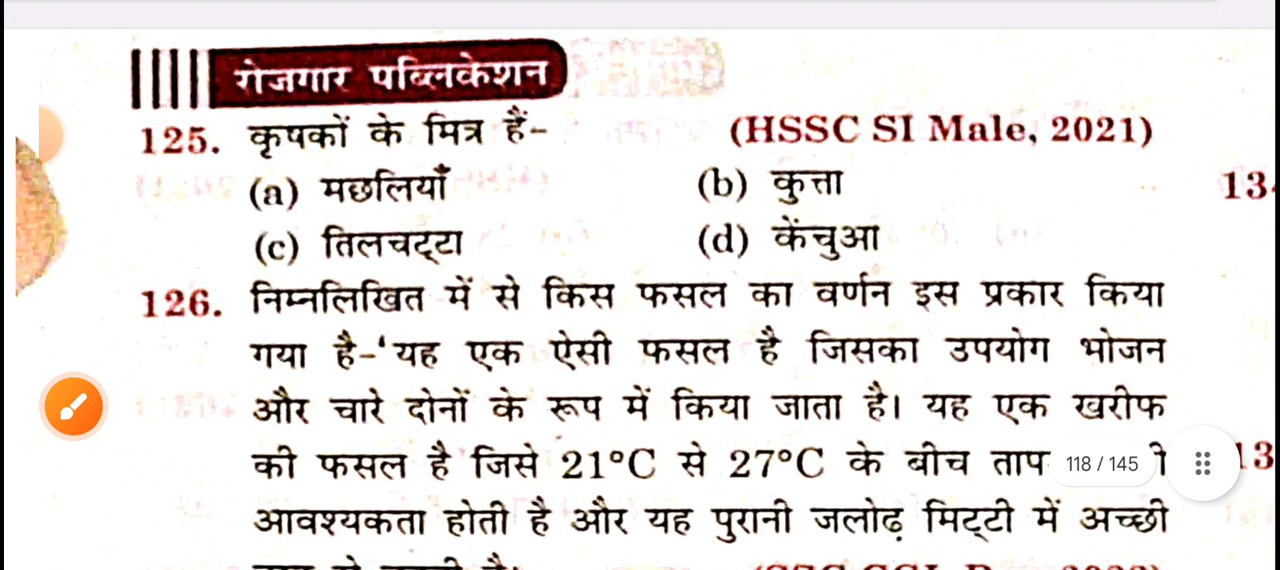 रोजगार पब्लिकेशन
125. कृषकों के मित्र हैं- (HSSC SI Male, 2021)
(a) मछलियाँ (b) कुत्ता
(c) तिलचट्टा (d) केंचुआ
126. निम्नलिखित में से किस फसल का वर्णन इस प्रकार किया
गया है-'यह एक ऐसी फसल है जिसका उपयोग भोजन
और चारे दोनों के रूप में किया जाता है। यह एक खरीफ
की फसल है जिसे 21°C से 27°C के बीच ताप
118 / 145
आवश्यकता होती है और यह पुरानी जलोढ़ मिट्टी में अच्छी